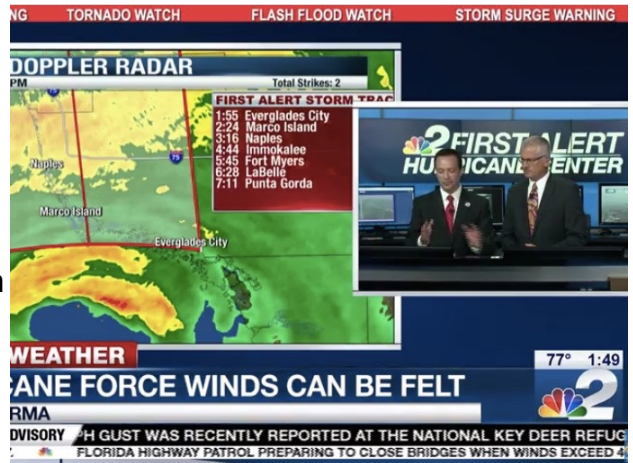 NG TORNADO WATCH FLASH FLOOD WATCH STORM SURGE WARNING
DOPPLER RADAR
PM Total Strikes: 2
FIRST ALERT STORM TRAC
1:55 Everglades City
2:24 Marco Island
3:16 Naples
4:44 Immokalee
5:45 Fort Myers
6:28 LaBelle
7:11 Punta Gorda
Naples
75
Marco Island
Everglades City
2 FIRST ALERT
HURRICANE CENTER
n
WEATHER
77° 1:49
CANE FORCE WINDS CAN BE FELT
2
RMA
DVISORY PH GUST WAS RECENTLY REPORTED AT THE NATIONAL KEY DEER REFUG
FLORIDA HIGHWAY PATROL PREPARING TO CLOSE BRIDGES WHEN WINDS EXCEED 4